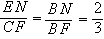 EN/CF = BN/BF = 2/3